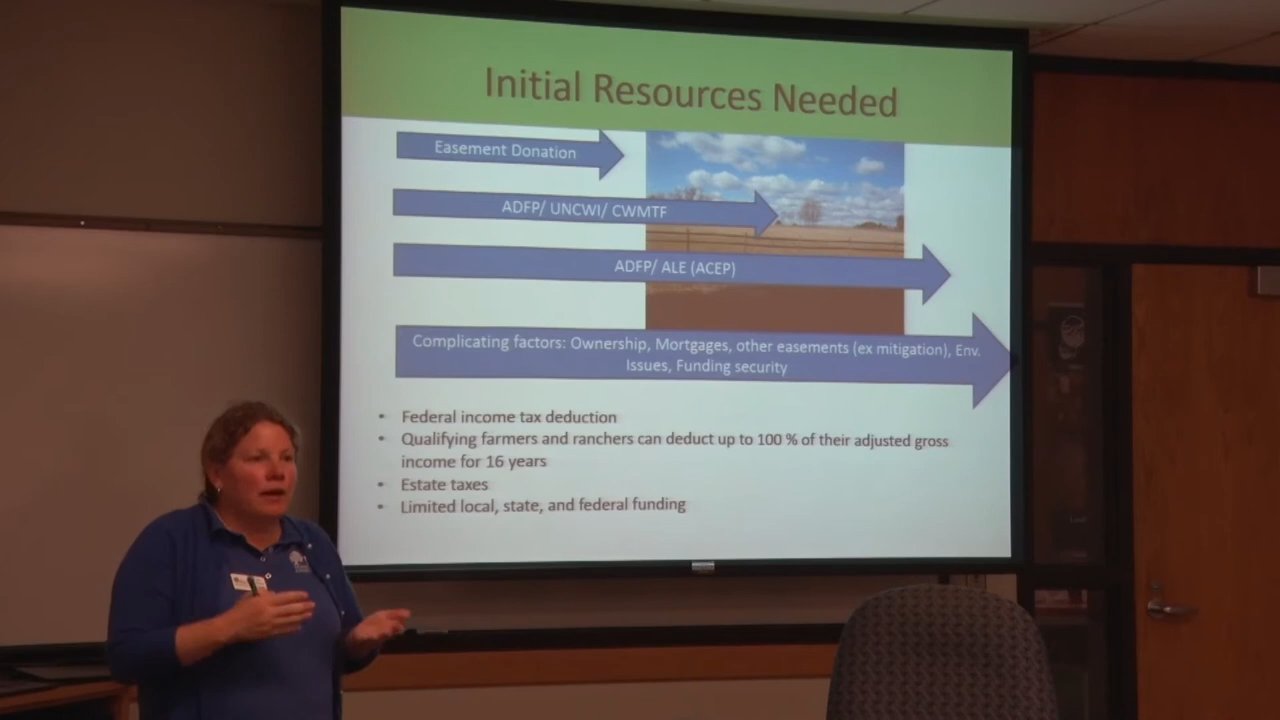 Initial Resources Needed
Easement Donation
ADFP/ UNCWI/ CWMTF
ADFP/ ALE (ACEP)
Complicating factors: Ownership, Mortgages, other easements (ex mitigation), Env.
Issues, Funding security
• Federal income tax deduction
• Qualifying farmers and ranchers can deduct up to 100 % of their adjusted gross
income for 16 years
• Estate taxes
• Limited local, state, and federal funding